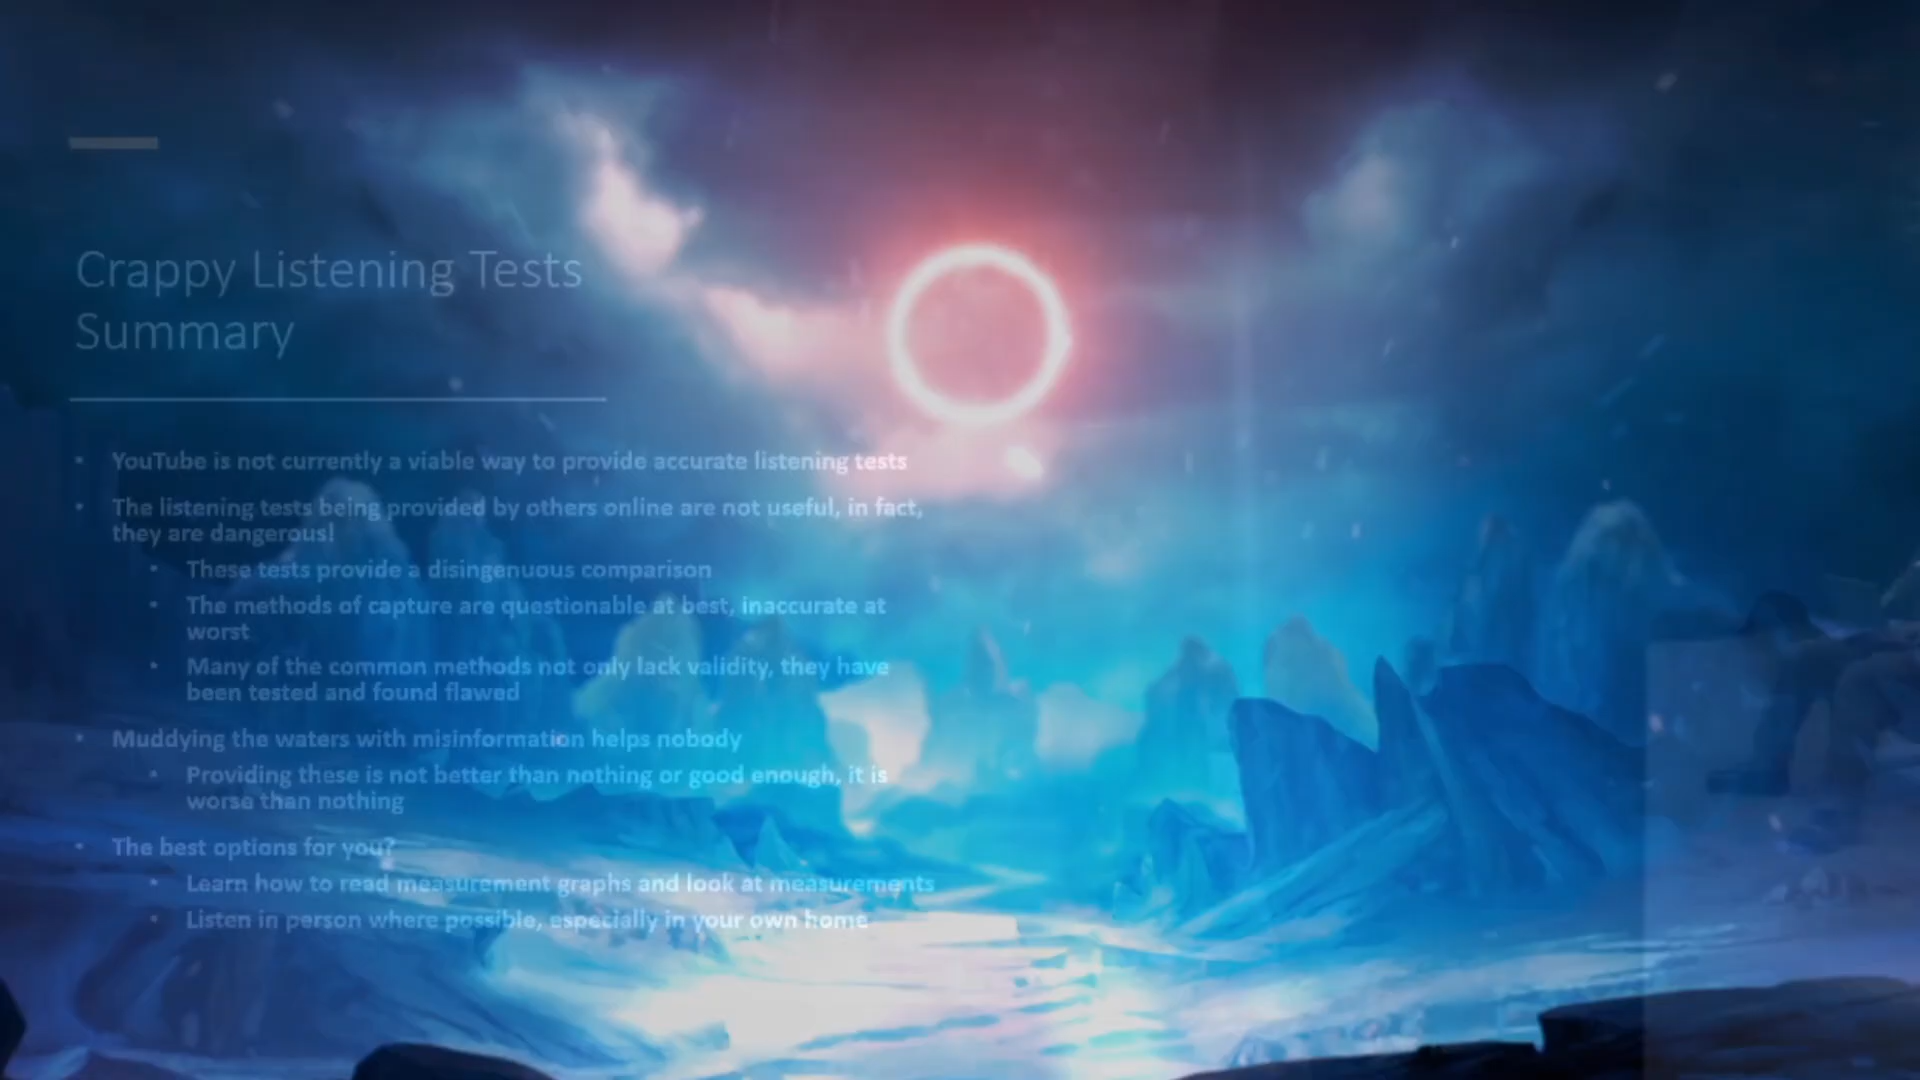 Crappy Listening Tests
Summary
• YouTube is not currently a viable way to provide accurate listening tests
• The listening tests being provided by others online are not useful, in fact,
they are dangerous!
• These tests provide a disingenuous comparison
• The methods of capture are questionable at best, inaccurate at
worst
• Many of the common methods not only lack validity, they have
been tested and found flawed
• Muddying the waters with misinformation helps nobody
• Providing these is not better than nothing or good enough, it is
worse than nothing
• The best options for you?
• Learn how to read measurement graphs and look at measurements
• Listen in person where possible, especially in your own home